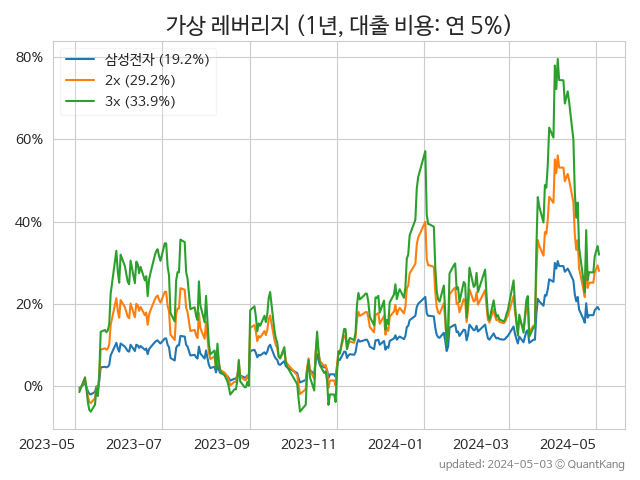 가상 레버리지 (1년, 대출 비용: 연 5%)
삼성전자 (19.2%)
2x (29.2%)
3x (33.9%)
80%
60%
40%
20%
0%
2023-05 2023-07 2023-09 2023-11 2024-01 2024-03 2024-05
updated: 2024-05-03 © QuantKang